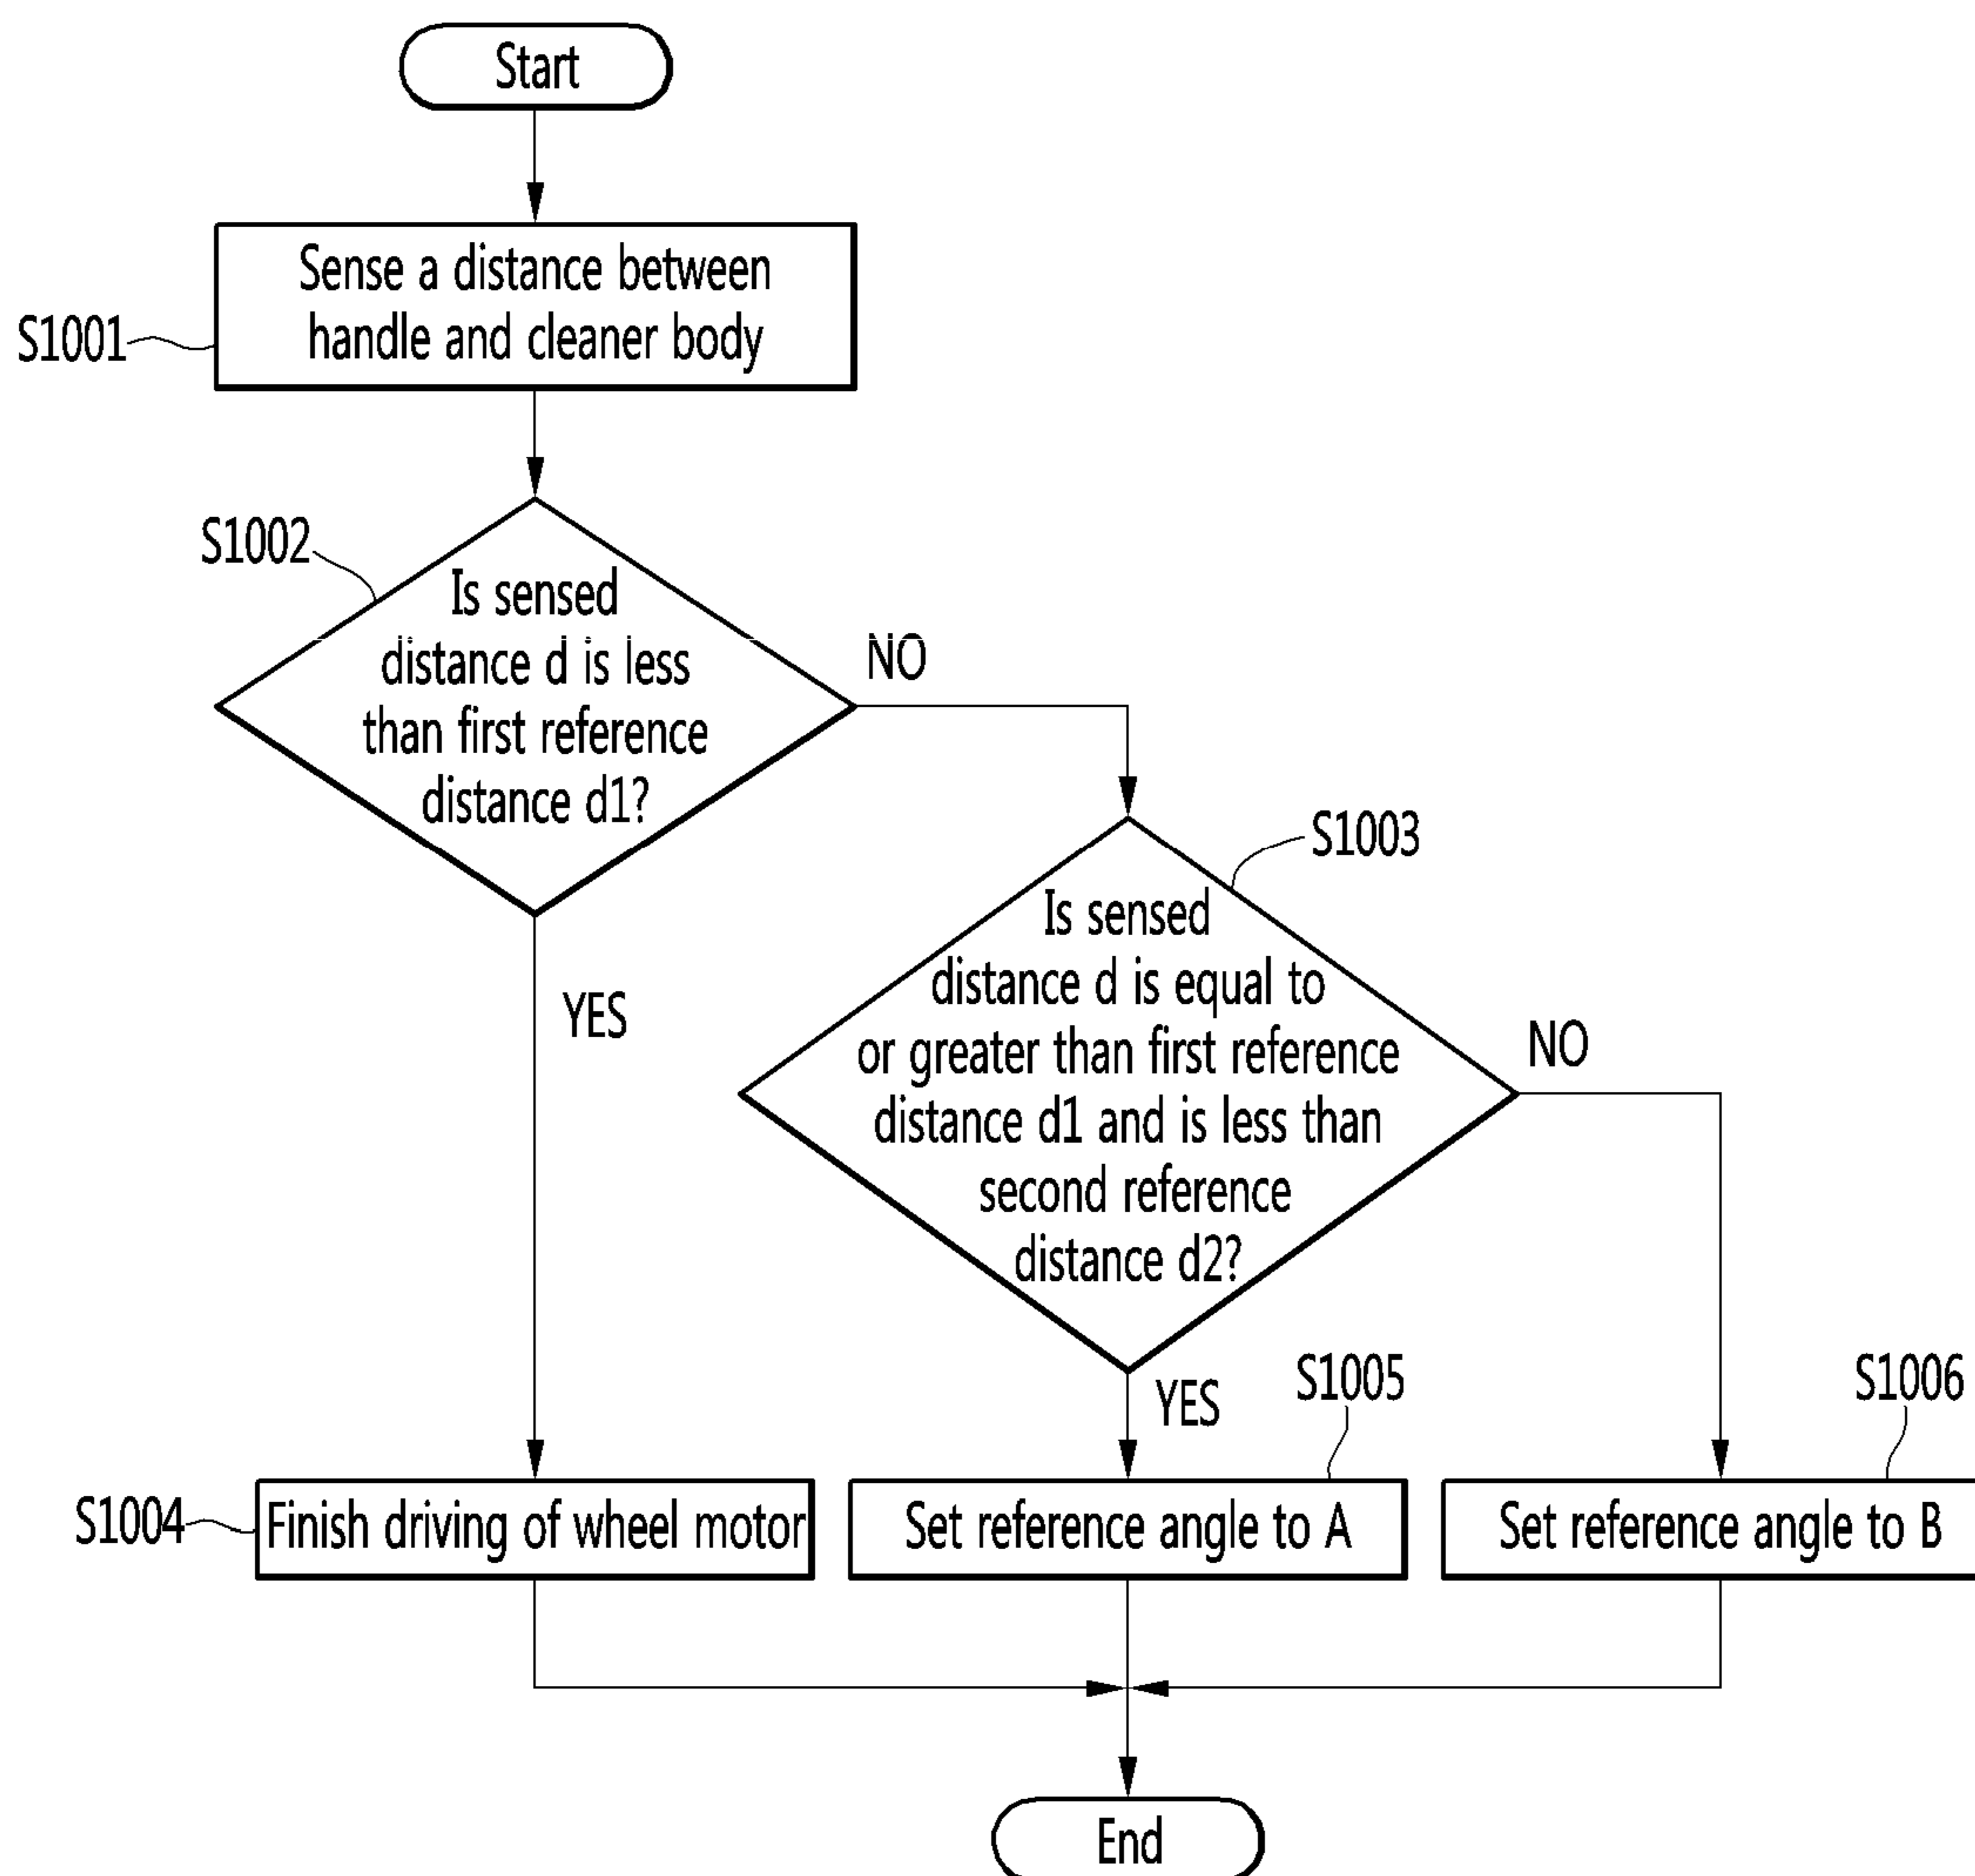 Start
Sense a distance between
handle and cleaner body
S1001
S1002
Is sensed
distance d is less
than first reference
distance d1?
NO
YES
S1003
Is sensed
distance d is equal to
or greater than first reference
distance d1 and is less than
second reference
distance d2?
NO
YES
S1004
Finish driving of wheel motor
S1005
Set reference angle to A
S1006
Set reference angle to B
End